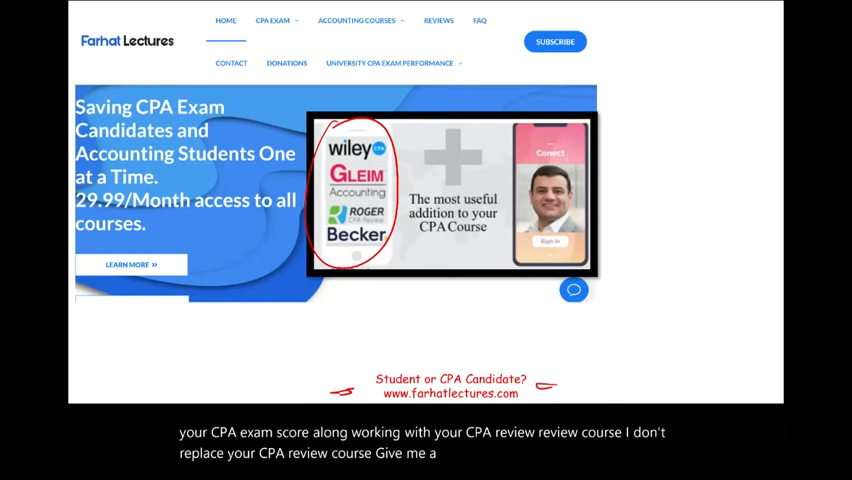 HOME
CPA EXAM
ACCOUNTING COURSES
REVIEWS
FAQ
Farhat Lectures
SUBSCRIBE
CONTACT
DONATIONS
UNIVERSITY CPA EXAM PERFORMANCE
Saving CPA Exam
Candidates and
Accounting Students One
at a Time.
29.99/Month access to all
courses.
LEARN MORE »
wiley CPA
GLEIM
Accounting
ROGER
CPA Review
Becker
The most useful
addition to your
CPA Course
Conect
Sign in
Student or CPA Candidate?
www.farhatlectures.com
your CPA exam score along working with your CPA review review course I don't
replace your CPA review course Give me a